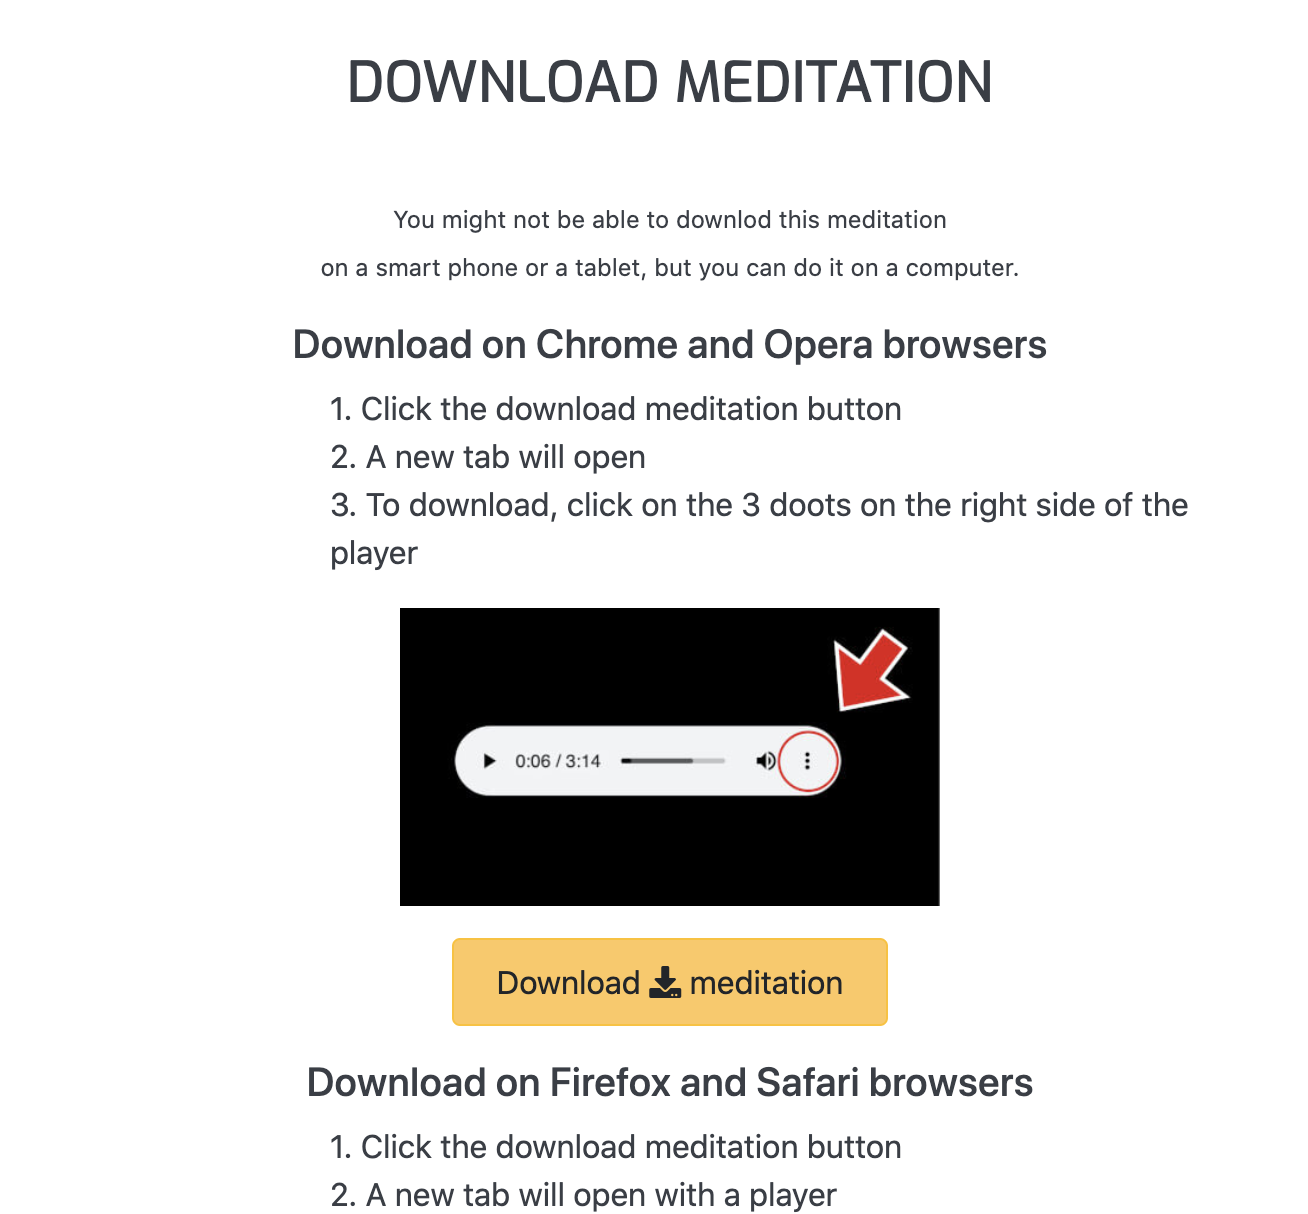 DOWNLOAD MEDITATION
You might not be able to downlod this meditation
on a smart phone or a tablet, but you can do it on a computer.
Download on Chrome and Opera browsers
1. Click the download meditation button
2. A new tab will open
3. To download, click on the 3 doots on the right side of the
player
0:06 / 3:14
Download meditation
Download on Firefox and Safari browsers
1. Click the download meditation button
2. A new tab will open with a player